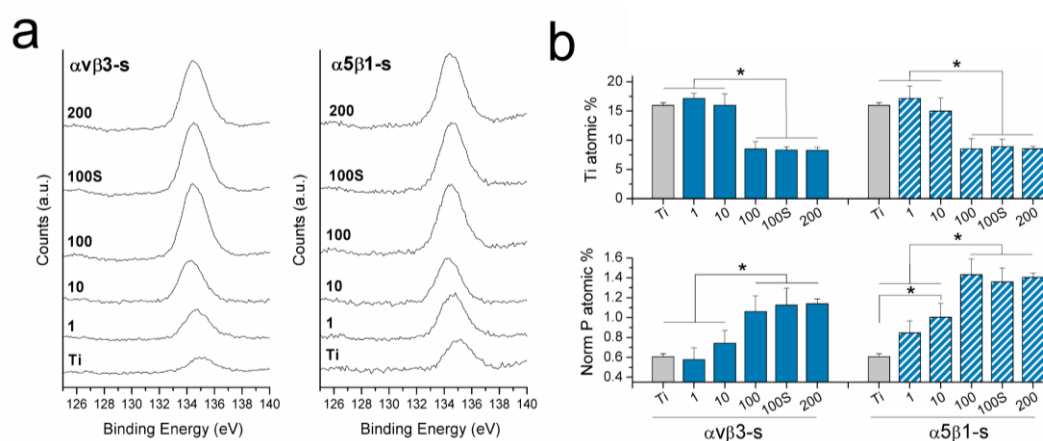 a
αvβ3-s
200
100S
100
10
1
Ti
Counts (a.u.)
126 128 130 132 134 136 138 140
Binding Energy (eV)
α5β1-s
200
100S
100
10
1
Ti
Counts (a.u.)
126 128 130 132 134 136 138 140
Binding Energy (eV)
b
Ti atomic %
20
15
10
5
0
*
*
Ti 1 10 100 100S 200
Ti 1 10 100 100S 200
Norm P atomic %
1.6
1.4
1.2
1.0
0.8
0.6
0.4
*
*
*
Ti 1 10 100 100S 200
Ti 1 10 100 100S 200
αvβ3-s
α5β1-s